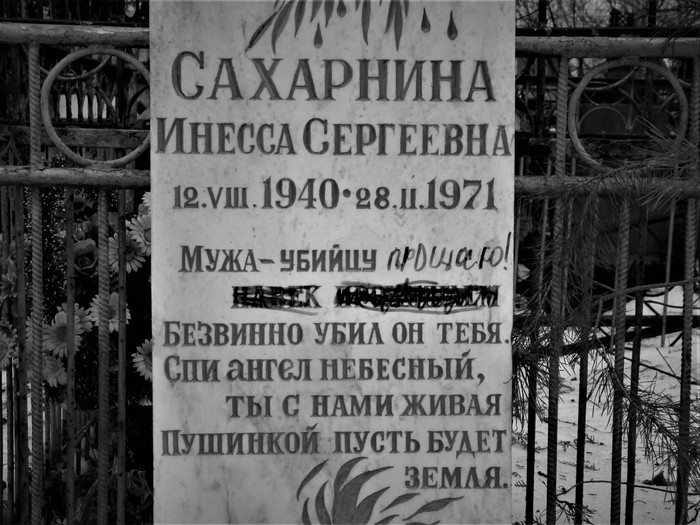 САХАРНИНА
ИНЕССА СЕРГЕЕВНА
12.VIII.1940·28.II.1971
МУЖА-УБИЙЦУ прощаю!
БЕЗВИННО УБИЛ ОН ТЕБЯ.
СПИ АНГЕЛ НЕБЕСНЫЙ,
ТЫ С НАМИ ЖИВАЯ
ПУШИНКОЙ ПУСТЬ БУДЕТ
ЗЕМЛЯ.